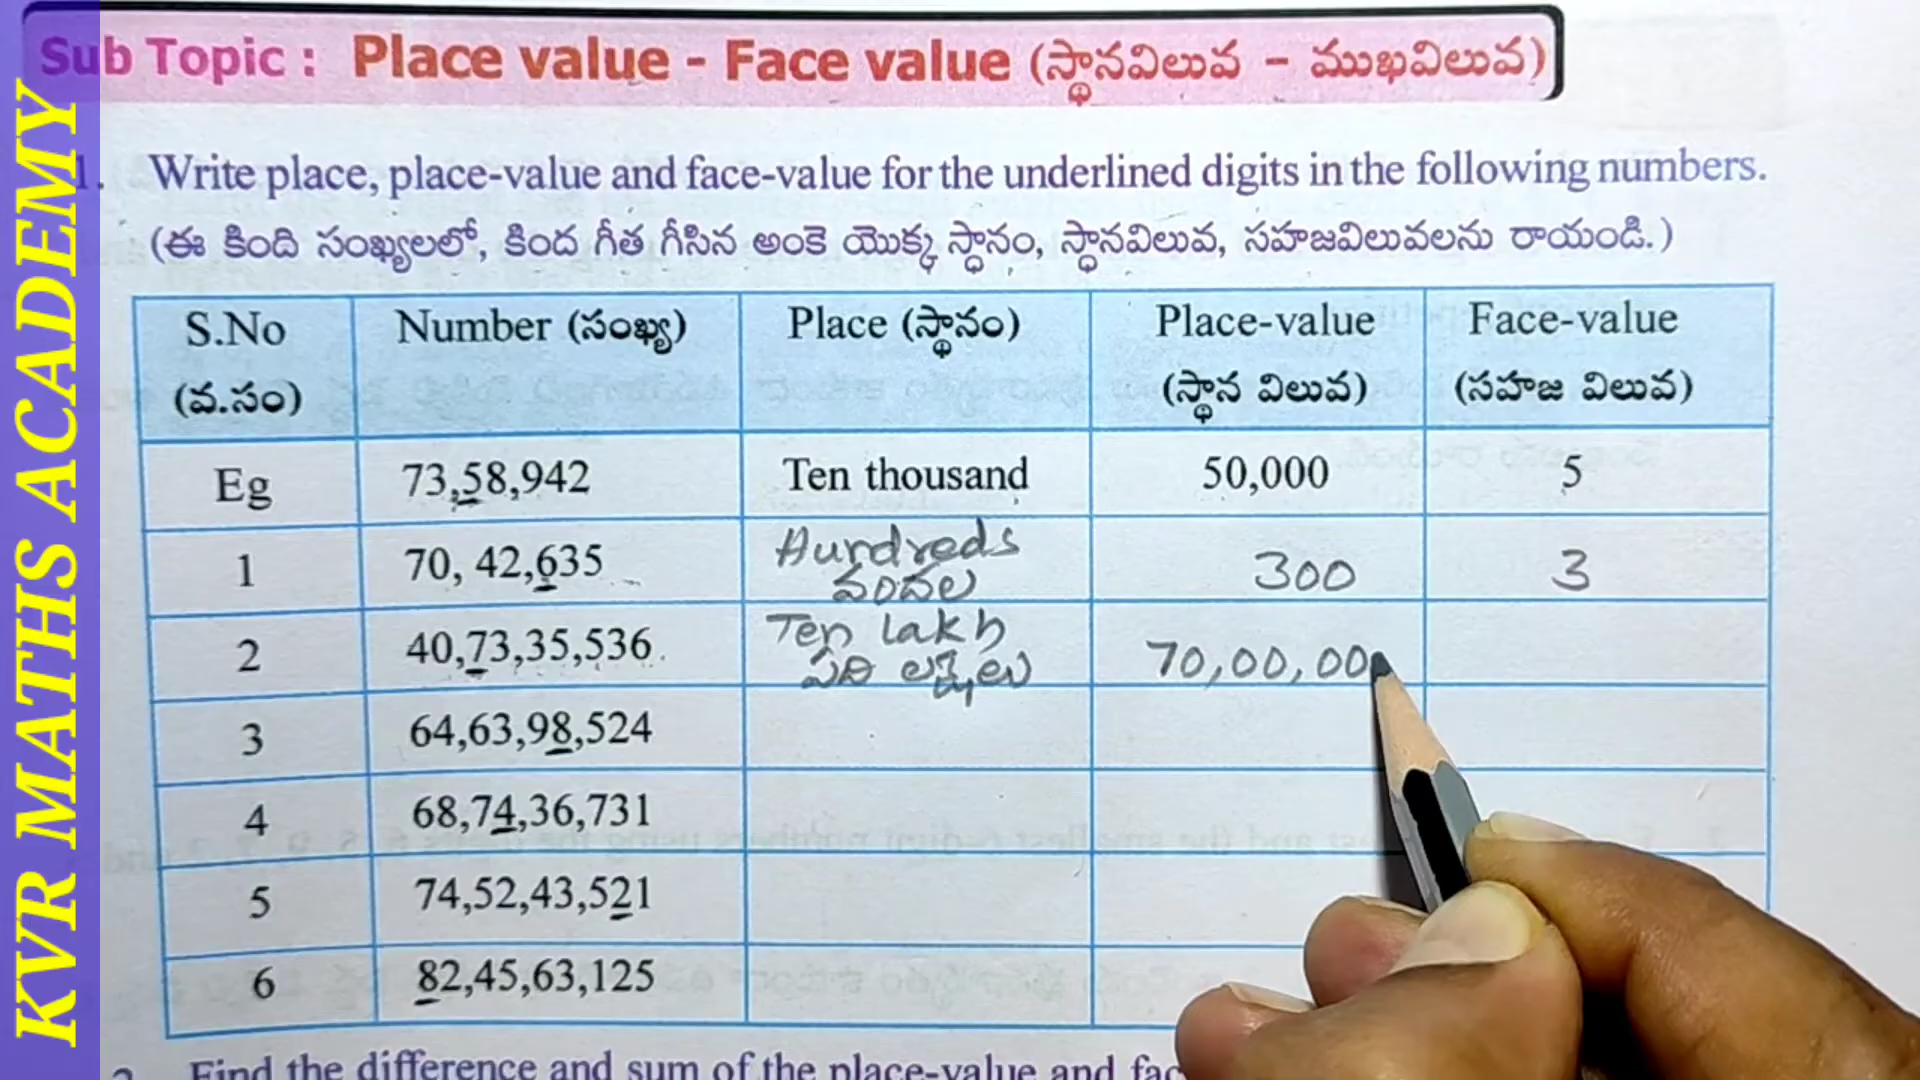 KVR MATHS ACADEMY
Sub Topic : Place value - Face value (స్థానవిలువ - ముఖవిలువ)
1. Write place, place-value and face-value for the underlined digits in the following numbers.
(ఈ కింది సంఖ్యలలో, కింద గీత గీసిన అంకె యొక్క స్థానం, స్థానవిలువ, సహజవిలువలను రాయండి.)
S.No Number (సంఖ్య) Place (స్థానం) Place-value Face-value
(వ.సం) (స్థాన విలువ) (సహజ విలువ)
Eg 73,58,942 Ten thousand 50,000 5
1 70, 42,635 Hundreds 300 3
వందల
2 40,73,35,536 Ten lakh 70,00,000
పది లక్షలు
3 64,63,98,524
4 68,74,36,731
5 74,52,43,521
6 82,45,63,125
Find the difference and sum of the place-value and